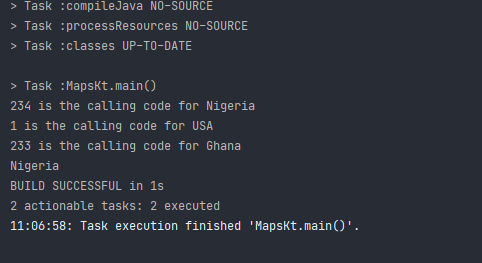 > Task :compileJava NO-SOURCE
> Task :processResources NO-SOURCE
> Task :classes UP-TO-DATE
> Task :MapsKt.main()
234 is the calling code for Nigeria
1 is the calling code for USA
233 is the calling code for Ghana
Nigeria
BUILD SUCCESSFUL in 1s
2 actionable tasks: 2 executed
11:06:58: Task execution finished 'MapsKt.main()'.